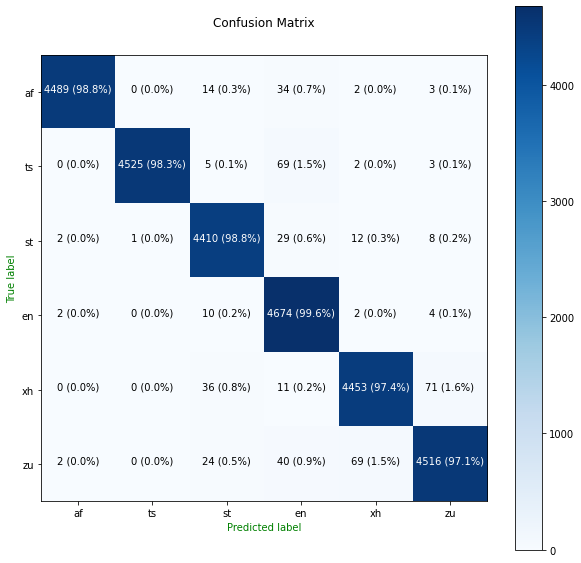 Confusion Matrix
af 4489 (98.8%) 0 (0.0%) 14 (0.3%) 34 (0.7%) 2 (0.0%) 3 (0.1%)
ts 0 (0.0%) 4525 (98.3%) 5 (0.1%) 69 (1.5%) 2 (0.0%) 3 (0.1%)
st 2 (0.0%) 1 (0.0%) 4410 (98.8%) 29 (0.6%) 12 (0.3%) 8 (0.2%)
en 2 (0.0%) 0 (0.0%) 10 (0.2%) 4674 (99.6%) 2 (0.0%) 4 (0.1%)
xh 0 (0.0%) 0 (0.0%) 36 (0.8%) 11 (0.2%) 4453 (97.4%) 71 (1.6%)
zu 2 (0.0%) 0 (0.0%) 24 (0.5%) 40 (0.9%) 69 (1.5%) 4516 (97.1%)
af ts st en xh zu
Predicted label
True label
4000
3000
2000
1000
0